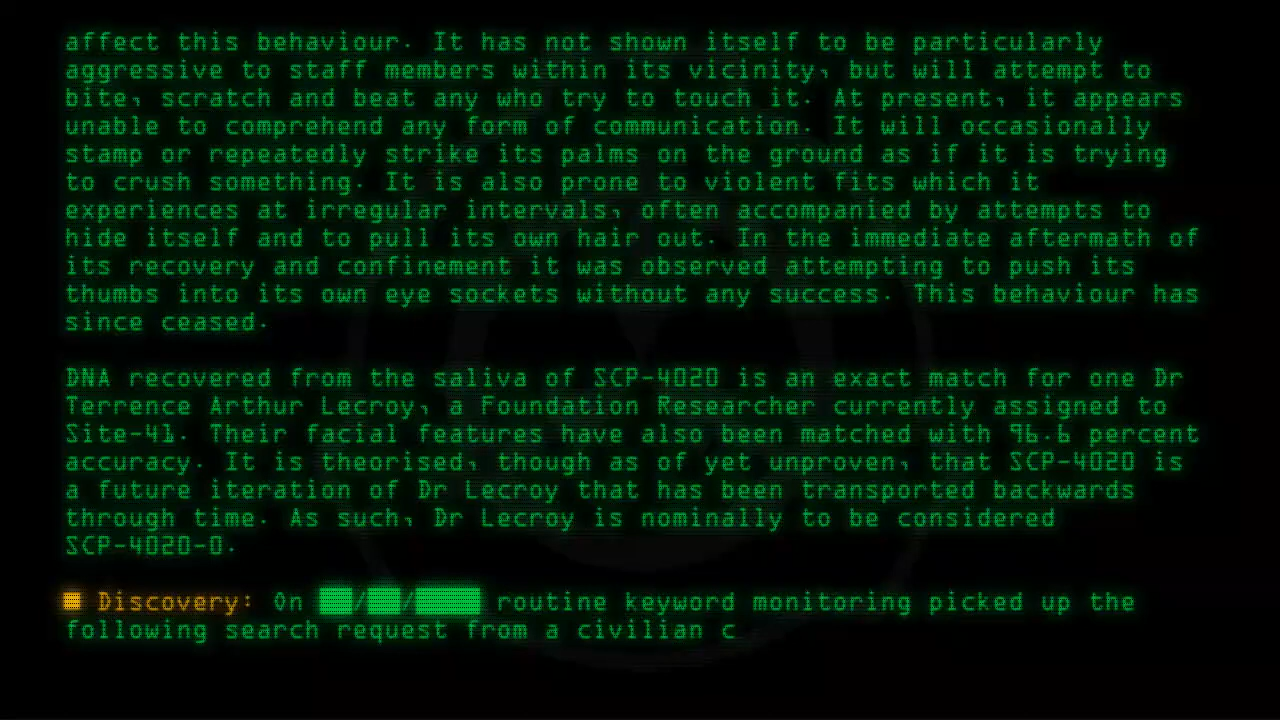 affect this behaviour. It has not shown itself to be particularly
aggressive to staff members within its vicinity, but will attempt to
bite, scratch and beat any who try to touch it. At present, it appears
unable to comprehend any form of communication. It will occasionally
stamp or repeatedly strike its palms on the ground as if it is trying
to crush something. It is also prone to violent fits which it
experiences at irregular intervals, often accompanied by attempts to
hide itself and to pull its own hair out. In the immediate aftermath of
its recovery and confinement it was observed attempting to push its
thumbs into its own eye sockets without any success. This behaviour has
since ceased.
DNA recovered from the saliva of SCP-4020 is an exact match for one Dr
Terrence Arthur Lecroy, a Foundation Researcher currently assigned to
Site-41. Their facial features have also been matched with 96.6 percent
accuracy. It is theorised, though as of yet unproven, that SCP-4020 is
a future iteration of Dr Lecroy that has been transported backwards
through time. As such, Dr Lecroy is nominally to be considered
SCP-4020-0.
■ Discovery: On ██/██/████ routine keyword monitoring picked up the
following search request from a civilian c